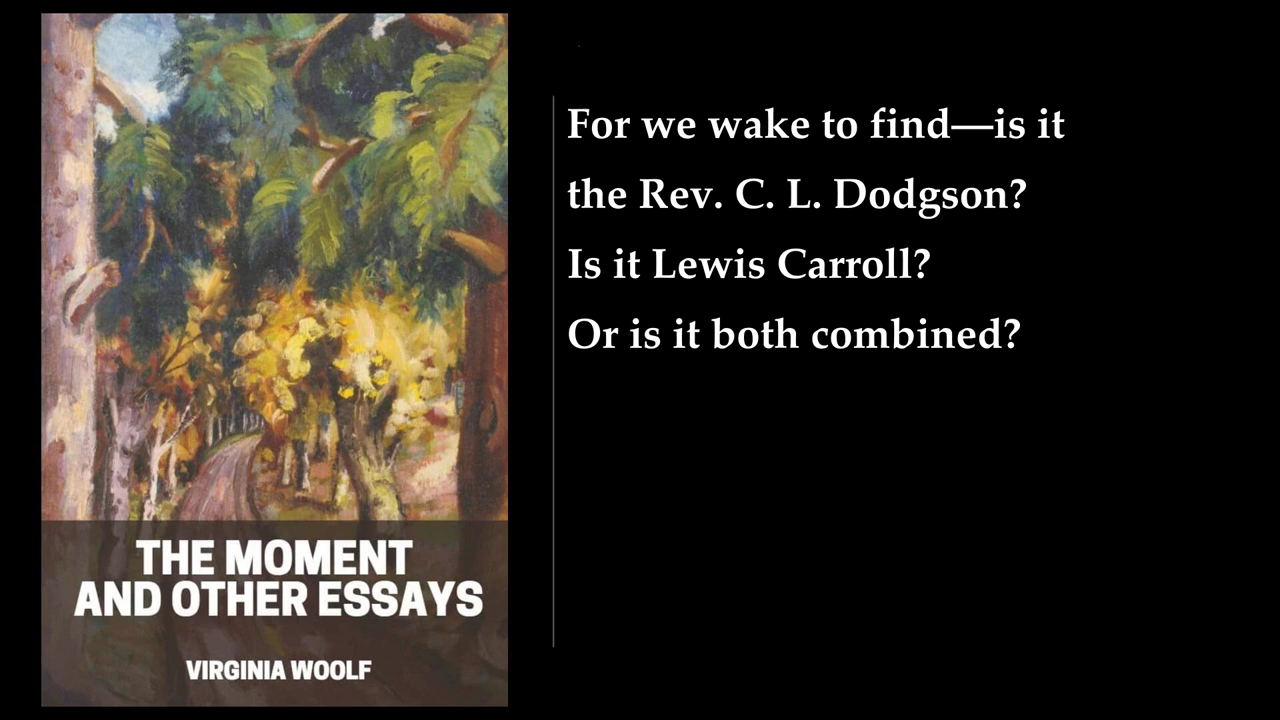 For we wake to find—is it
the Rev. C. L. Dodgson?
Is it Lewis Carroll?
Or is it both combined?
THE MOMENT
AND OTHER ESSAYS
VIRGINIA WOOLF